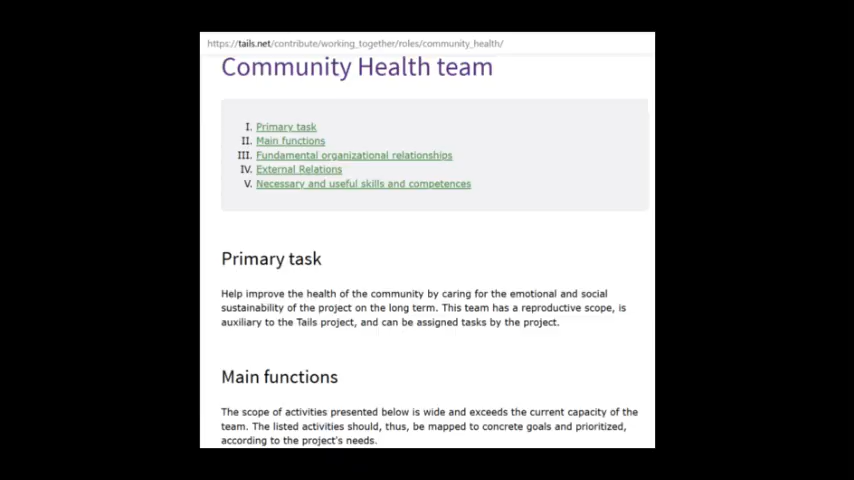 https://tails.net/contribute/working_together/roles/community_health/
Community Health team
I. Primary task
II. Main functions
III. Fundamental organizational relationships
IV. External Relations
V. Necessary and useful skills and competences
Primary task
Help improve the health of the community by caring for the emotional and social
sustainability of the project on the long term. This team has a reproductive scope, is
auxiliary to the Tails project, and can be assigned tasks by the project.
Main functions
The scope of activities presented below is wide and exceeds the current capacity of the
team. The listed activities should, thus, be mapped to concrete goals and prioritized,
according to the project's needs.